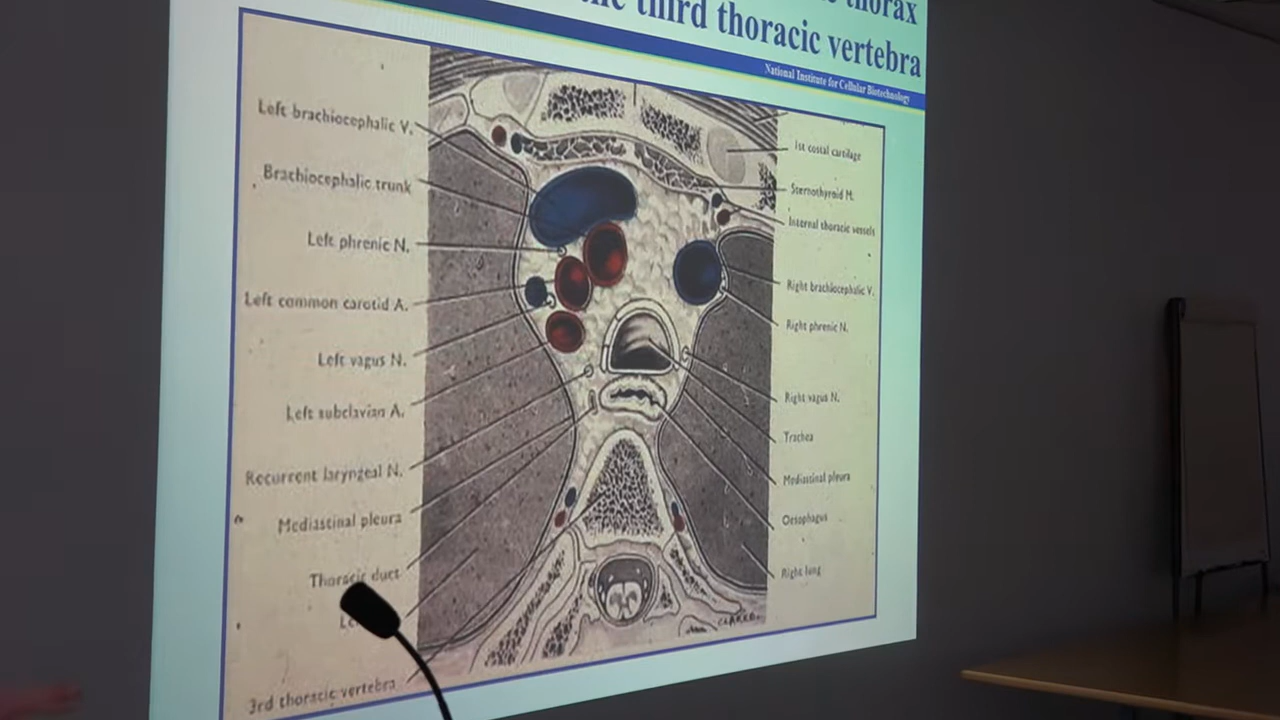 thorax
the third thoracic vertebra
National Institute for Cellular Biotechnology
Left brachiocephalic V.
Brachiocephalic trunk
Left phrenic N.
Left common carotid A.
Left vagus N.
Left subclavian A.
Recurrent laryngeal N.
Mediastinal pleura
Thoracic duct
3rd thoracic vertebra
1st costal cartilage
Sternothyroid M.
Internal thoracic vessels
Right brachiocephalic V.
Right phrenic N.
Right vagus N.
Trachea
Mediastinal pleura
Oesophagus
Right lung